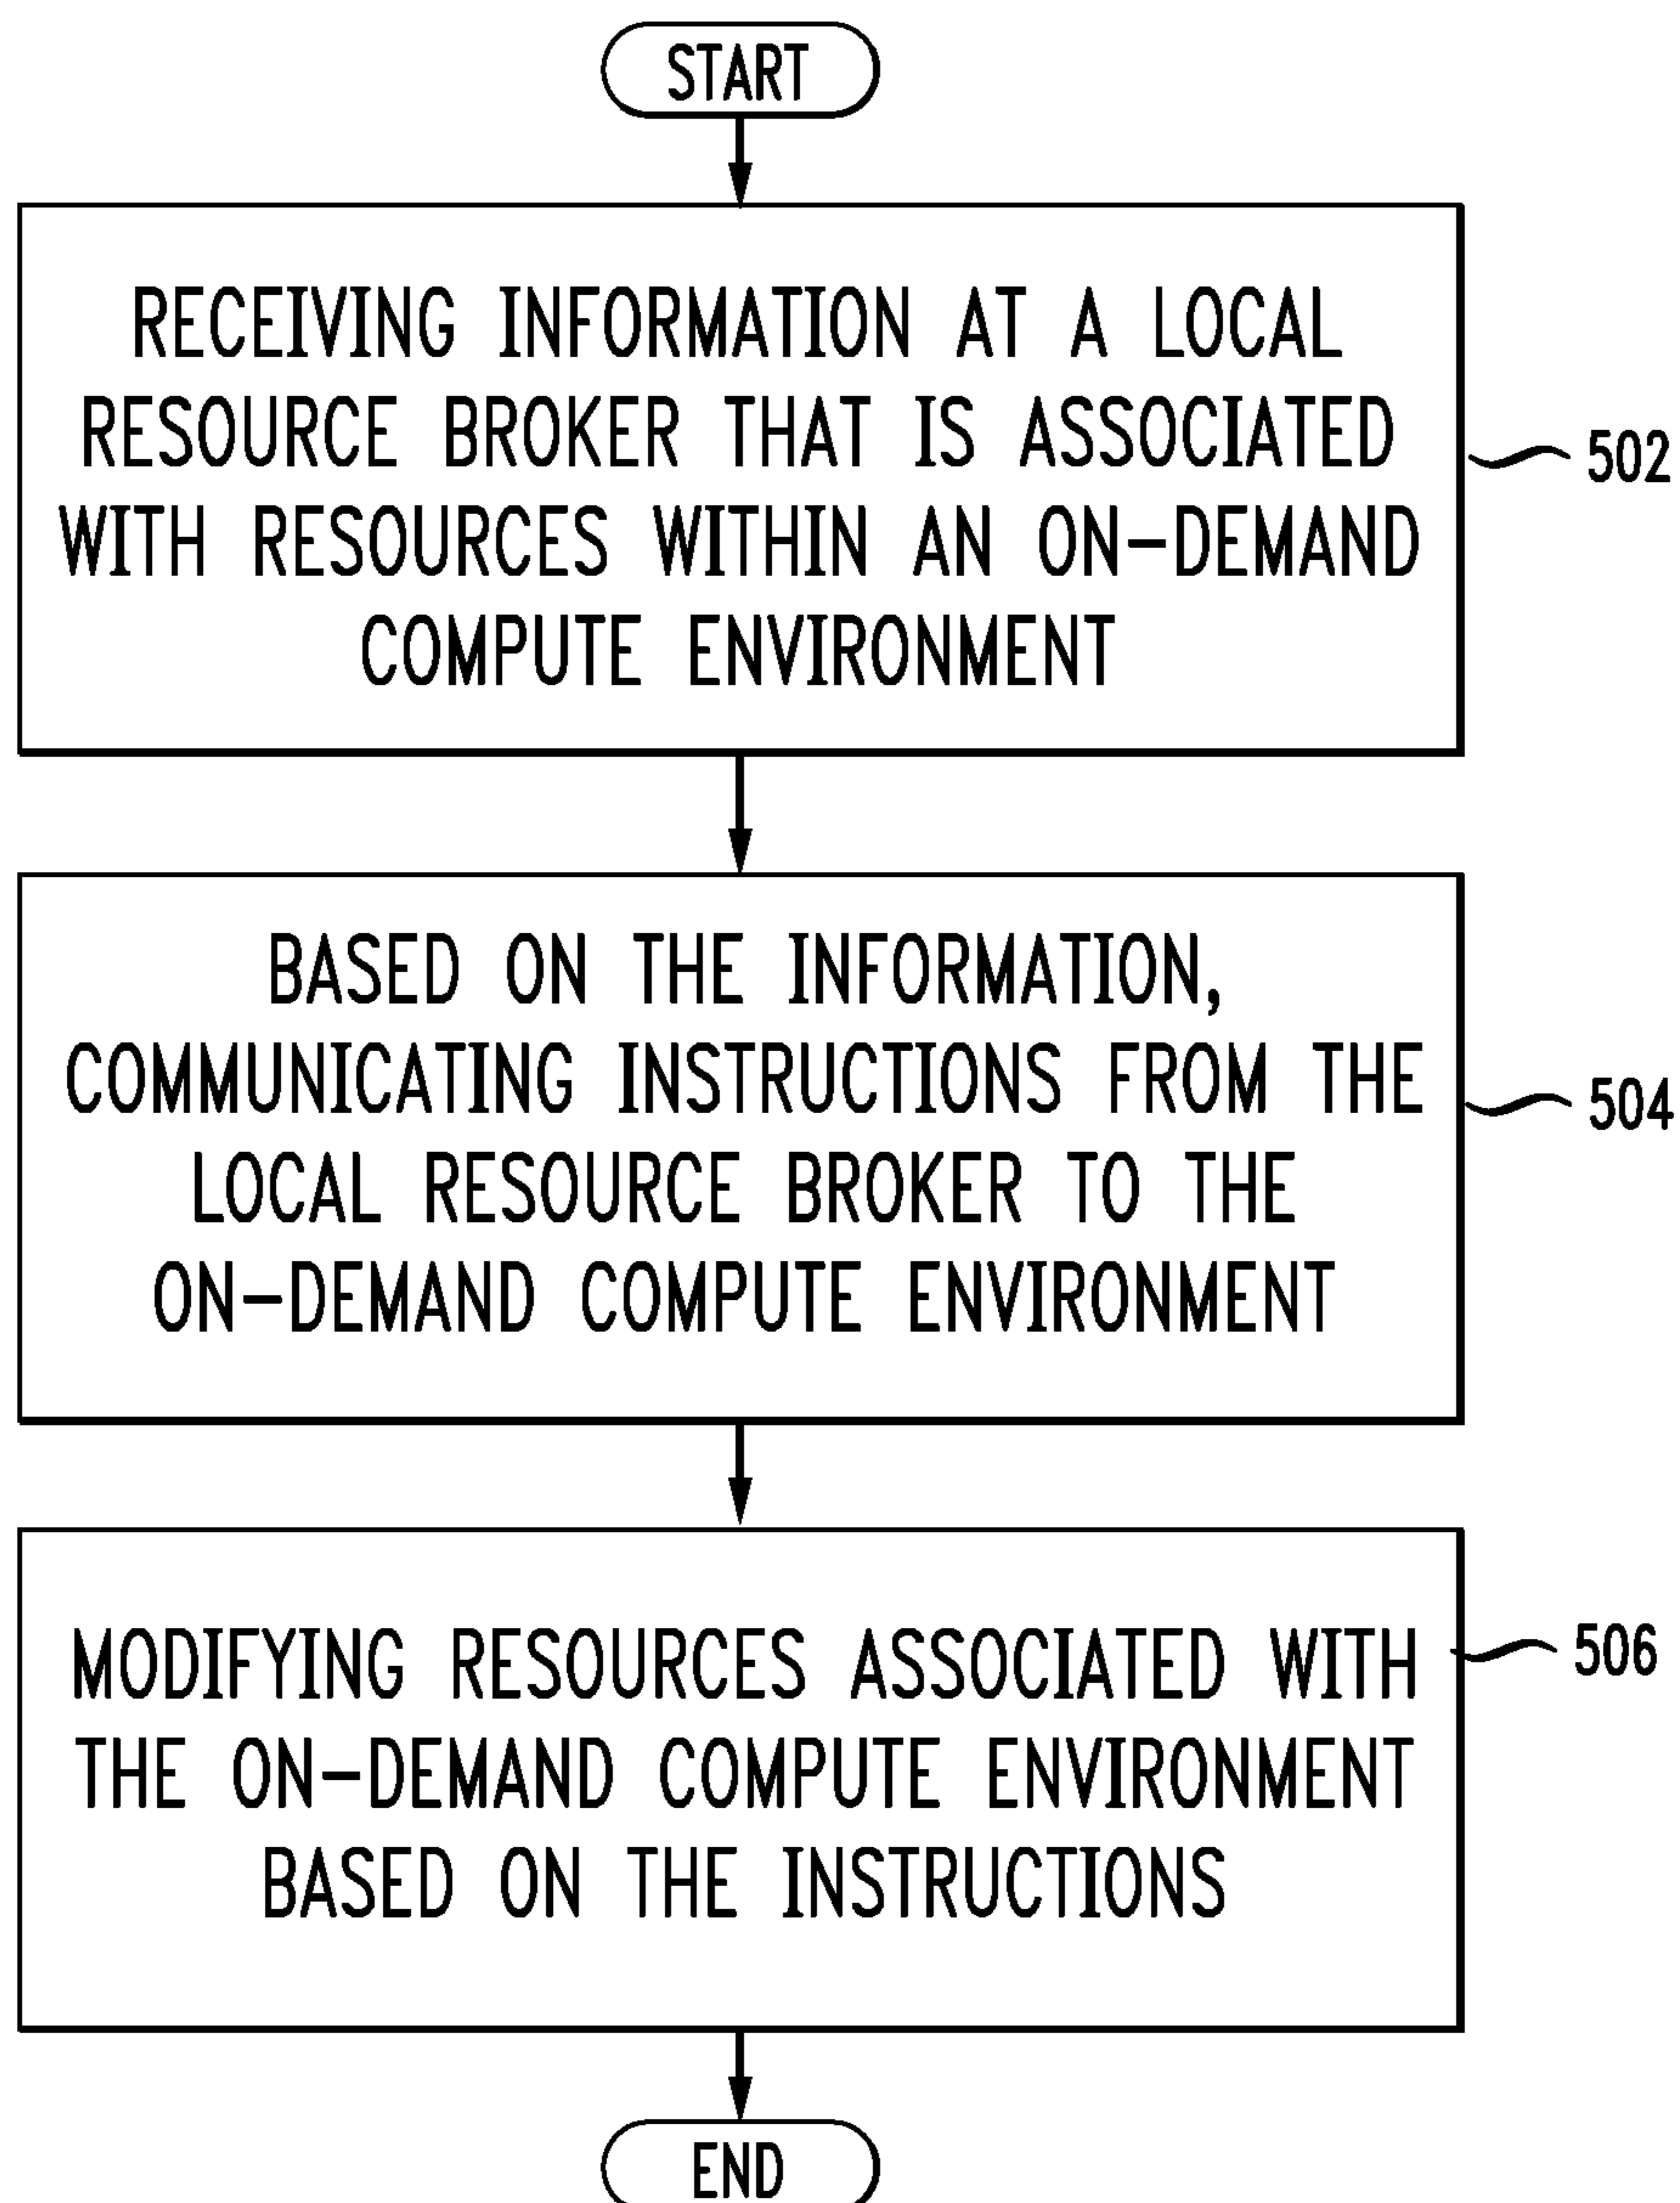 START
RECEIVING INFORMATION AT A LOCAL
RESOURCE BROKER THAT IS ASSOCIATED
WITH RESOURCES WITHIN AN ON-DEMAND
COMPUTE ENVIRONMENT
502
BASED ON THE INFORMATION,
COMMUNICATING INSTRUCTIONS FROM THE
LOCAL RESOURCE BROKER TO THE
ON-DEMAND COMPUTE ENVIRONMENT
504
MODIFYING RESOURCES ASSOCIATED WITH
THE ON-DEMAND COMPUTE ENVIRONMENT
BASED ON THE INSTRUCTIONS
506
END